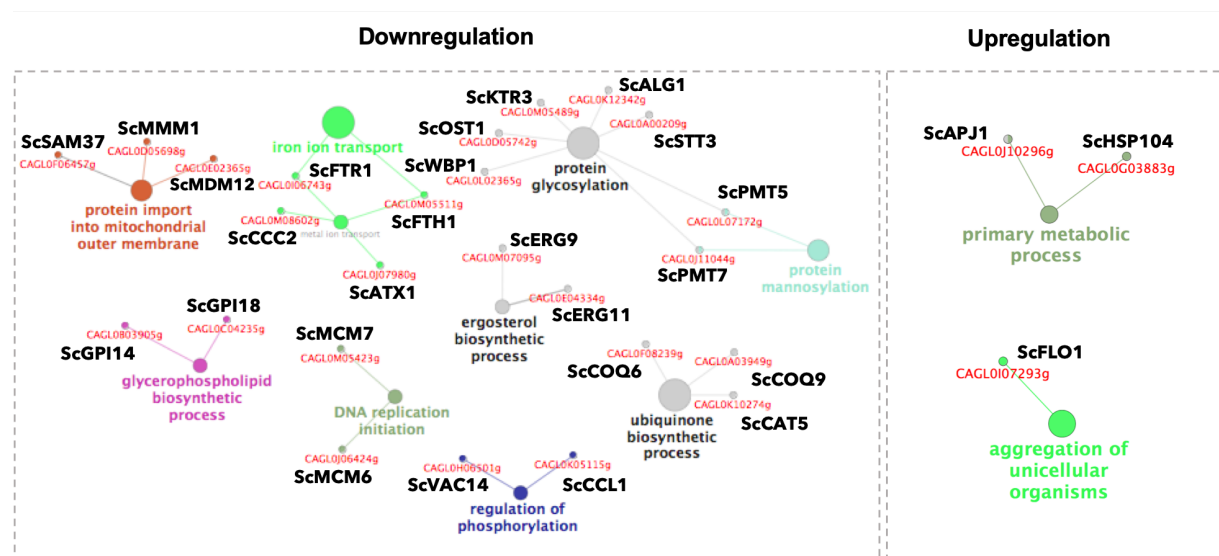 Downregulation
Upregulation
ScSAM37
CAGL0F06457g
ScMMM1
CAGL0D05698g
CAGL0E02365g
ScMDM12
protein import
into mitochondrial
outer membrane
iron ion transport
ScFTR1
CAGL0I06743g
CAGL0M05511g
ScFTH1
CAGL0M08602g
ScCCC2
metal ion transport
CAGL0J07980g
ScATX1
ScKTR3
CAGL0M05489g
ScALG1
CAGL0K12342g
CAGL0A00209g
ScSTT3
ScOST1
CAGL0D05742g
ScWBP1
CAGL0L02365g
protein
glycosylation
ScPMT5
CAGL0L07172g
CAGL0J11044g
ScPMT7
protein
mannosylation
ScERG9
CAGL0M07095g
CAGL0E04334g
ScERG11
ergosterol
biosynthetic
process
ScGPI18
CAGL0C04235g
CAGL0B03905g
ScGPI14
glycerophospholipid
biosynthetic
process
ScMCM7
CAGL0M05423g
DNA replication
initiation
CAGL0J06424g
ScMCM6
CAGL0F08239g
ScCOQ6
CAGL0A03949g
ScCOQ9
CAGL0K10274g
ScCAT5
ubiquinone
biosynthetic
process
CAGL0H06501g
ScVAC14
CAGL0K05115g
ScCCL1
regulation of
phosphorylation
ScAPJ1
CAGL0J10296g
ScHSP104
CAGL0G03883g
primary metabolic
process
ScFLO1
CAGL0I07293g
aggregation of
unicellular
organisms